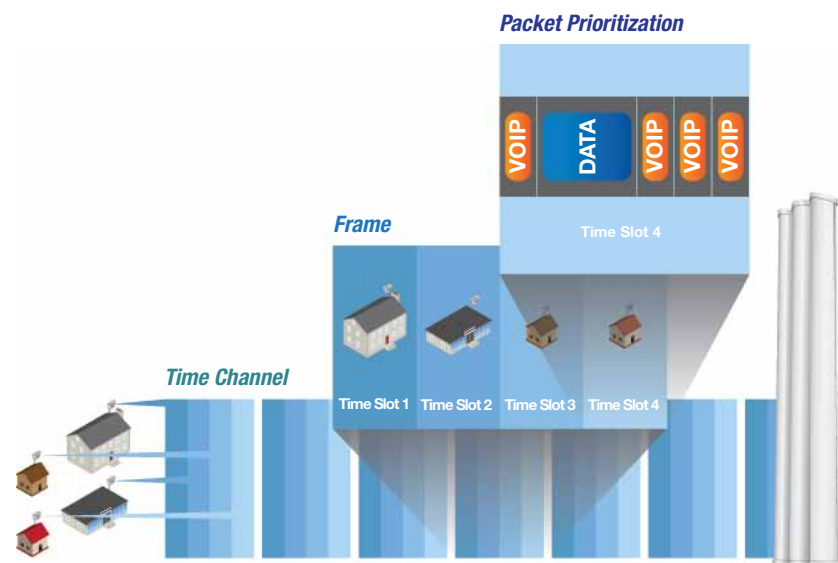 Packet Prioritization
VOIP DATA VOIP VOIP VOIP
Time Slot 4
Frame
Time Slot 1 Time Slot 2 Time Slot 3 Time Slot 4
Time Channel